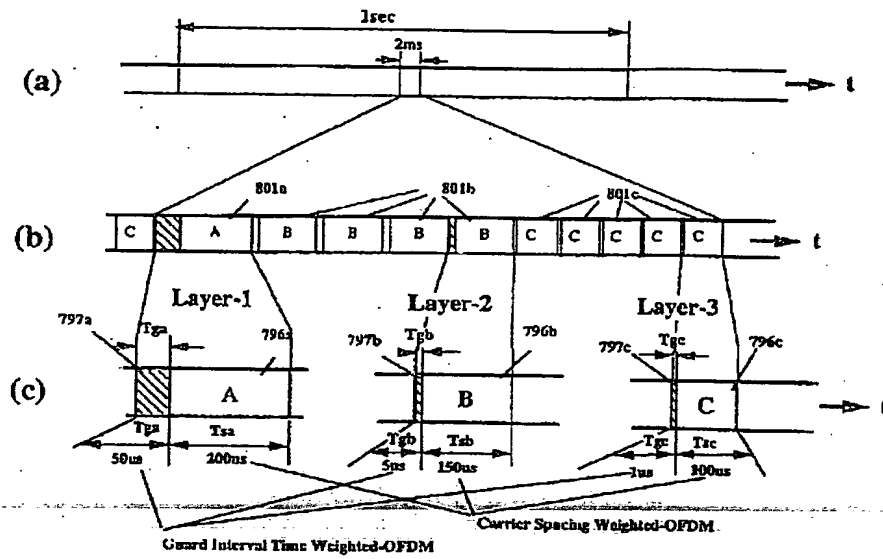 1sec
2ms
(a)
t
801a 801b 801c
(b)
C A B B B B C C C C C
t
Layer-1 Layer-2 Layer-3
Tga Tgb Tgc
797a 796a 797b 796b 797c 796c
(c)
A B C
Tga Tsa Tgb Tsb Tgc Tsc
50us 200us 5us 150us 1us 100us
Guard Interval Time Weighted-OFDM
Carrier Spacing Weighted-OFDM